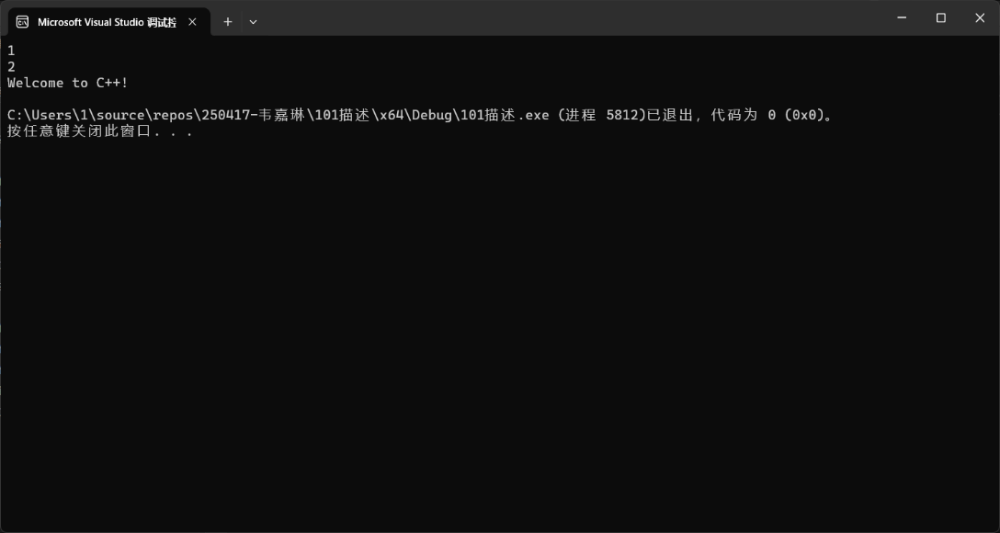 Microsoft Visual Studio 调试控
1
2
Welcome to C++!
C:\Users\1\source\repos\250417-韦嘉琳\101描述\x64\Debug\101描述.exe (进程 5812)已退出，代码为 0 (0x0)。
按任意键关闭此窗口. . .